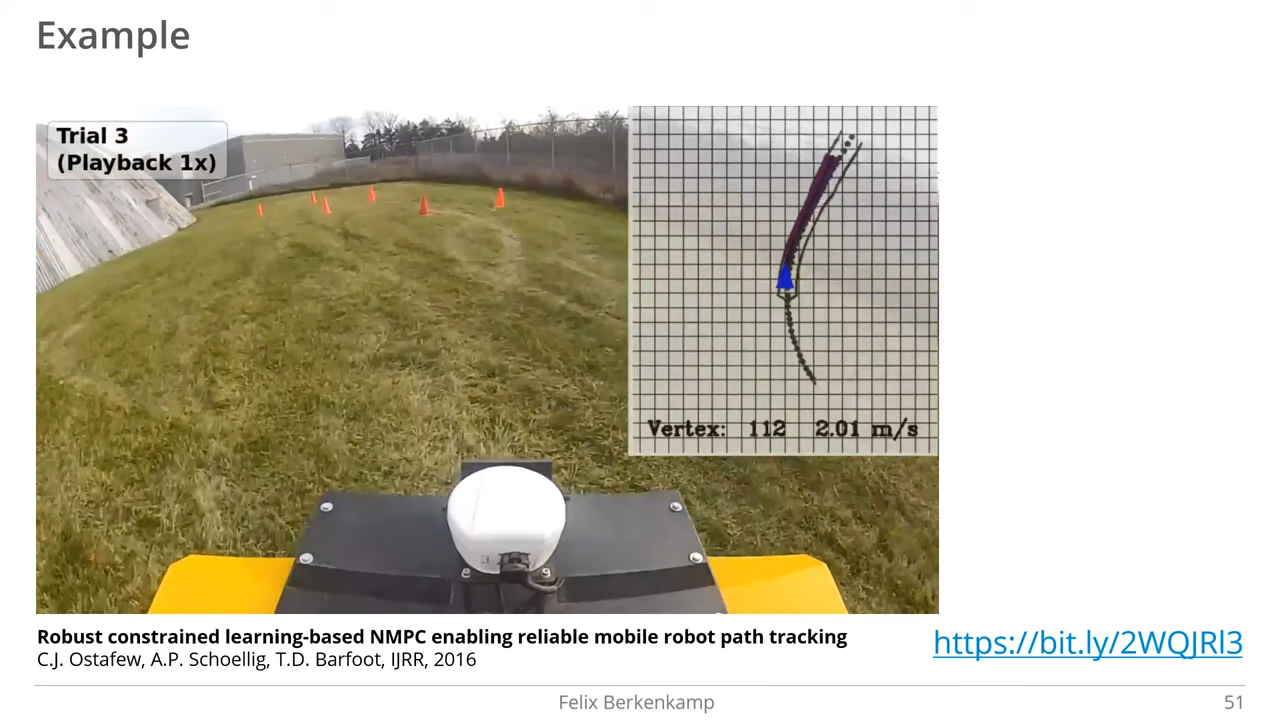 Example
Trial 3
(Playback 1x)
Vertex: 112 2.01 m/s
Robust constrained learning-based NMPC enabling reliable mobile robot path tracking
C.J. Ostafew, A.P. Schoellig, T.D. Barfoot, IJRR, 2016
https://bit.ly/2WQJRl3
Felix Berkenkamp
51